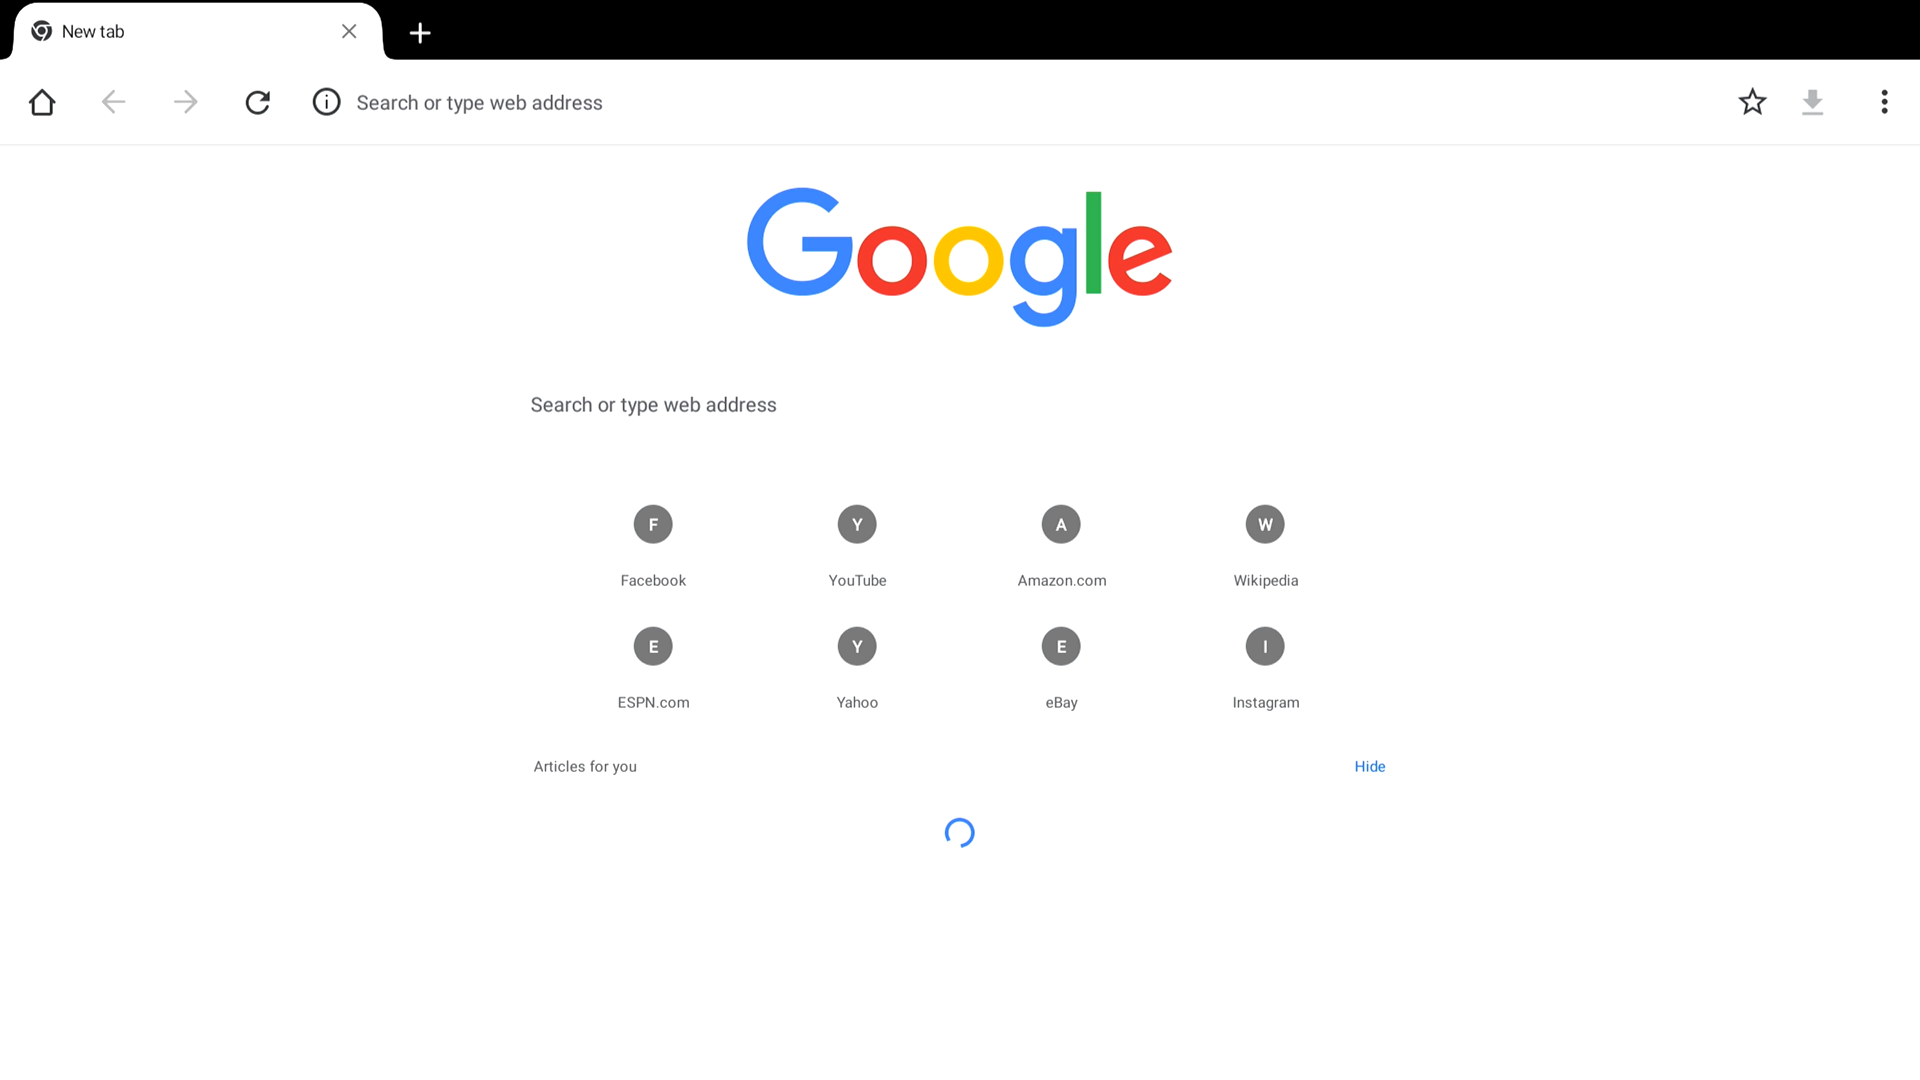 New tab
Search or type web address
Google
Search or type web address
F Y A W
Facebook YouTube Amazon.com Wikipedia
E Y E I
ESPN.com Yahoo eBay Instagram
Articles for you Hide